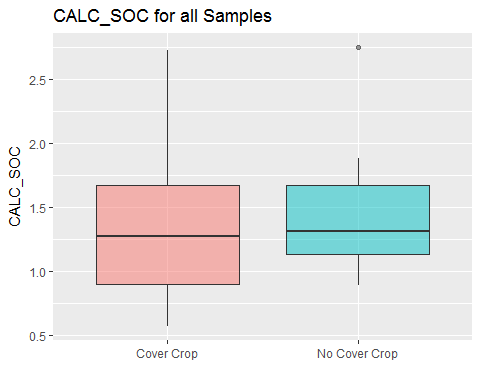 CALC_SOC for all Samples
CALC_SOC
2.5
2.0
1.5
1.0
0.5
Cover Crop
No Cover Crop